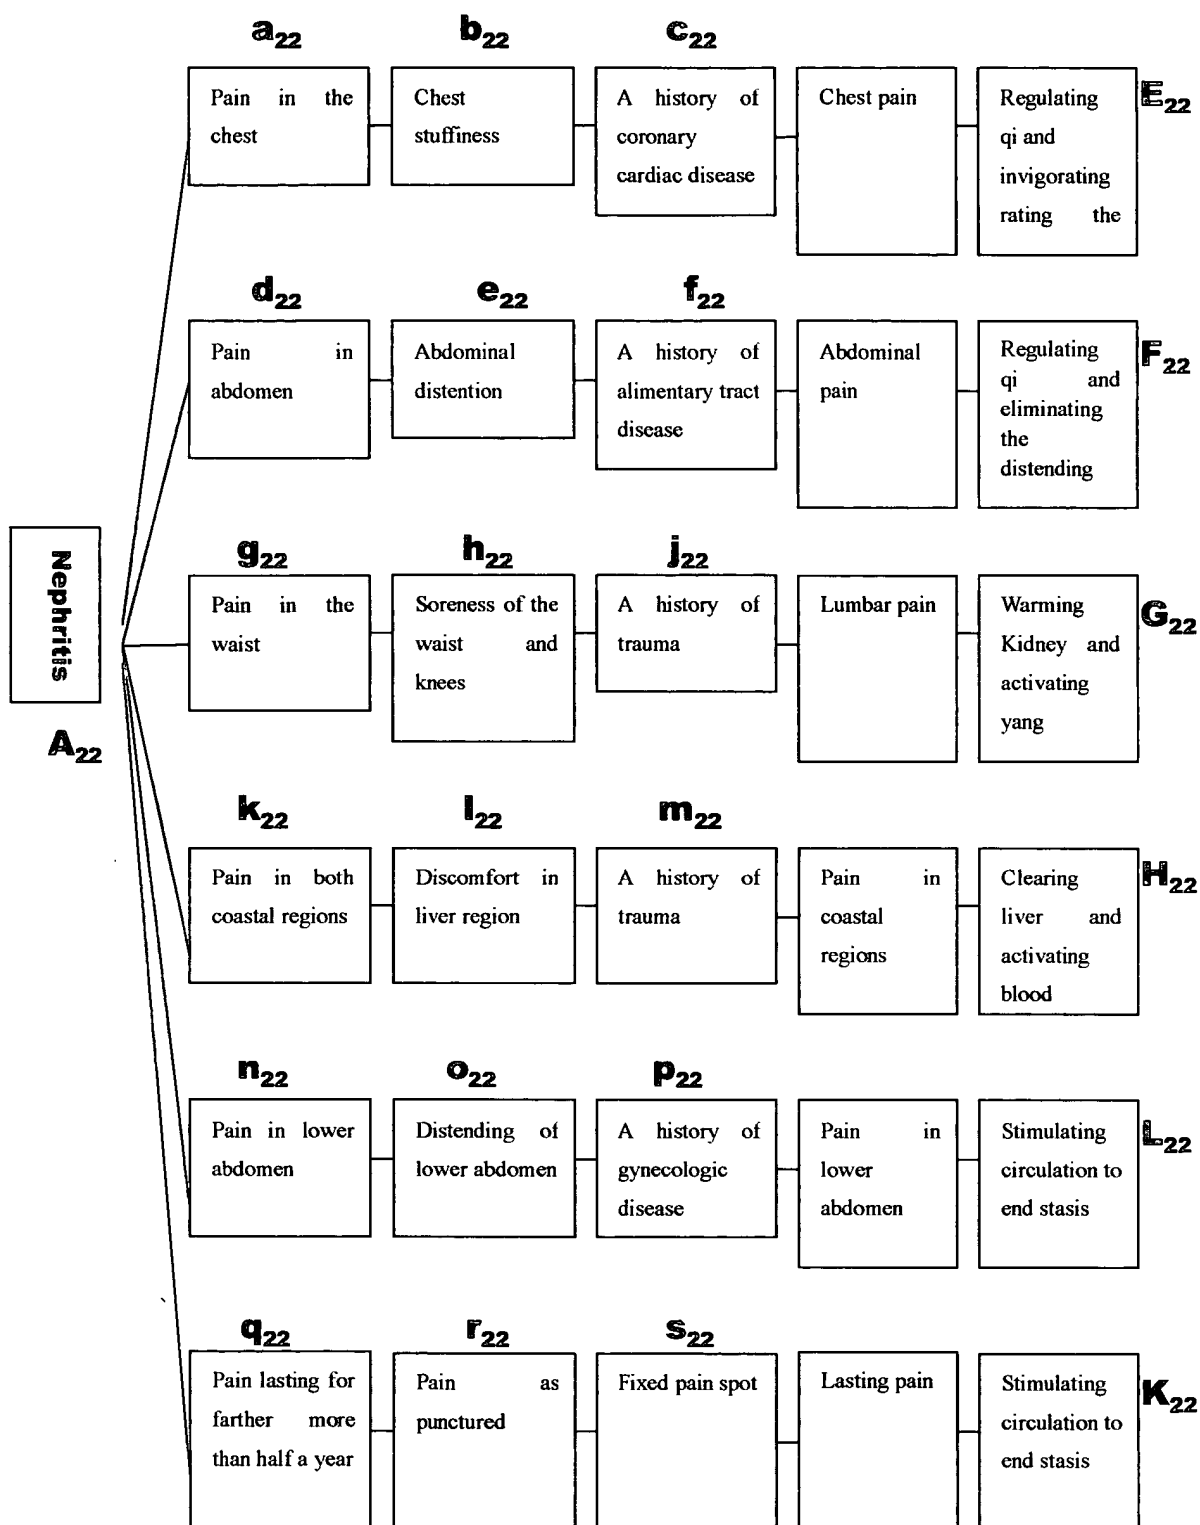 a22 b22 c22
Pain in the
chest
Chest
stuffiness
A history of
coronary
cardiac disease
Chest pain
Regulating
qi and
invigorating
rating the
E22
d22 e22 f22
Pain in
abdomen
Abdominal
distention
A history of
alimentary tract
disease
Abdominal
pain
Regulating
qi and
eliminating
the
distending
F22
Nephritis
A22
g22 h22 j22
Pain in the
waist
Soreness of the
waist and
knees
A history of
trauma
Lumbar pain
Warming
Kidney and
activating
yang
G22
k22 l22 m22
Pain in both
coastal regions
Discomfort in
liver region
A history of
trauma
Pain in
coastal
regions
Clearing
liver and
activating
blood
H22
n22 o22 p22
Pain in lower
abdomen
Distending of
lower abdomen
A history of
gynecologic
disease
Pain in
lower
abdomen
Stimulating
circulation to
end stasis
L22
q22 r22 s22
Pain lasting for
farther more
than half a year
Pain as
punctured
Fixed pain spot
Lasting pain
Stimulating
circulation to
end stasis
K22